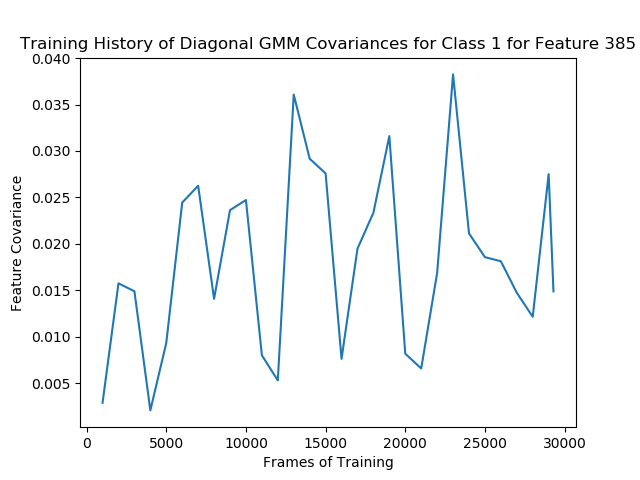 Training History of Diagonal GMM Covariances for Class 1 for Feature 385
0.040
0.035
0.030
0.025
0.020
0.015
0.010
0.005
Feature Covariance
0 5000 10000 15000 20000 25000 30000
Frames of Training